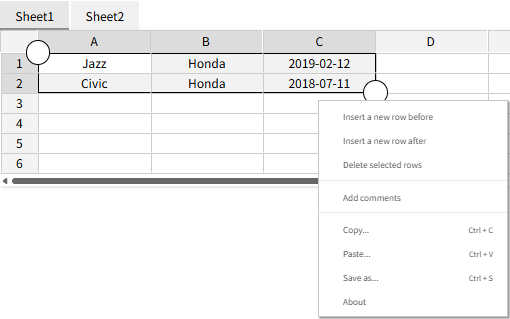 Sheet1 Sheet2
A B C D
1 Jazz Honda 2019-02-12
2 Civic Honda 2018-07-11
3
4
5
6
Insert a new row before
Insert a new row after
Delete selected rows
Add comments
Copy... Ctrl + C
Paste... Ctrl + V
Save as... Ctrl + S
About